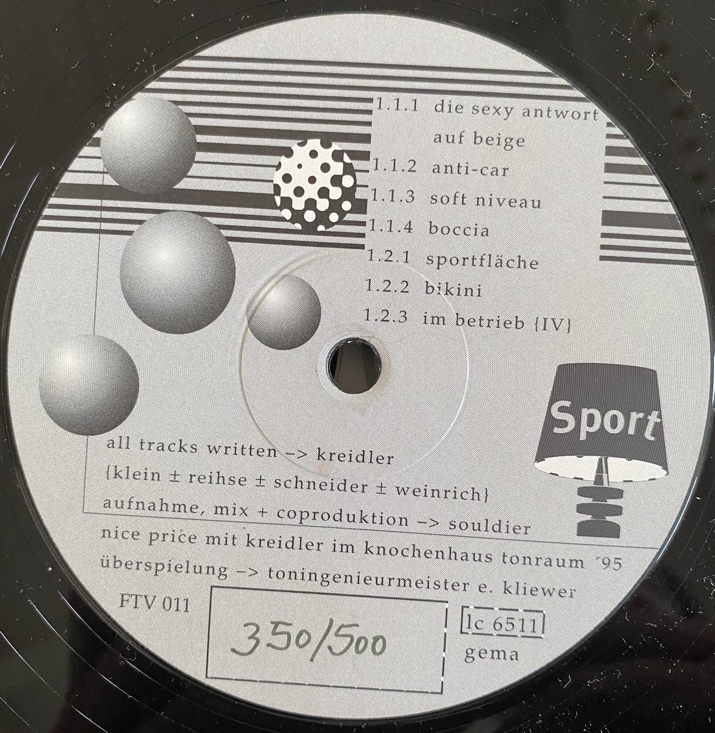 1.1.1 die sexy antwort
auf beige
1.1.2 anti-car
1.1.3 soft niveau
1.1.4 boccia
1.2.1 sportfläche
1.2.2 bikini
1.2.3 im betrieb {IV}
Sport
all tracks written –> kreidler
{klein ± reihse ± schneider ± weinrich}
aufnahme, mix + coproduktion –> souldier
nice price mit kreidler im knochenhaus tonraum ´95
überspielung –> toningenieurmeister e. kliewer
FTV 011
350/500
lc 6511
gema